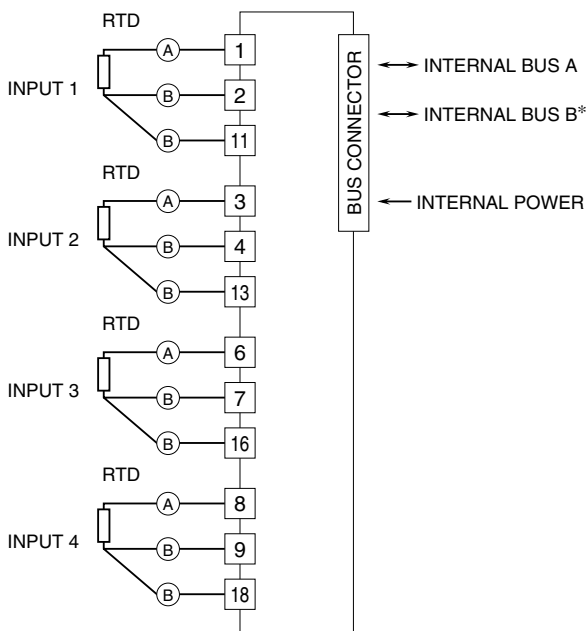 RTD
A 1
INPUT 1
B 2
B 11
RTD
A 3
INPUT 2
B 4
B 13
RTD
A 6
INPUT 3
B 7
B 16
RTD
A 8
INPUT 4
B 9
B 18
BUS CONNECTOR
INTERNAL BUS A
INTERNAL BUS B*
INTERNAL POWER